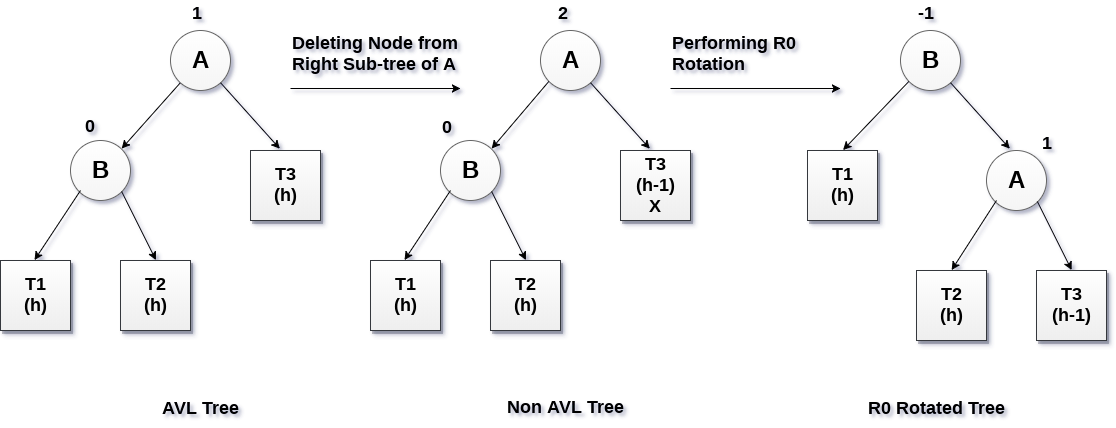 1
A
0
B
T3
(h)
T1
(h)
T2
(h)
AVL Tree
Deleting Node from
Right Sub-tree of A
2
A
0
B
T3
(h-1)
X
T1
(h)
T2
(h)
Non AVL Tree
Performing R0
Rotation
-1
B
T1
(h)
1
A
T2
(h)
T3
(h-1)
R0 Rotated Tree